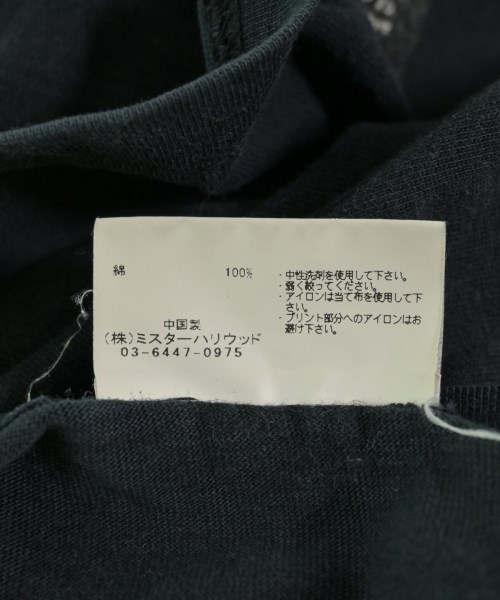 綿 100%
中国製
(株)ミスターハリウッド
03-6447-0975
・中性洗剤を使用して下さい。
・弱く絞ってください。
・アイロンは当て布を使用して下
さい。
・プリント部分へのアイロンはお
避け下さい。